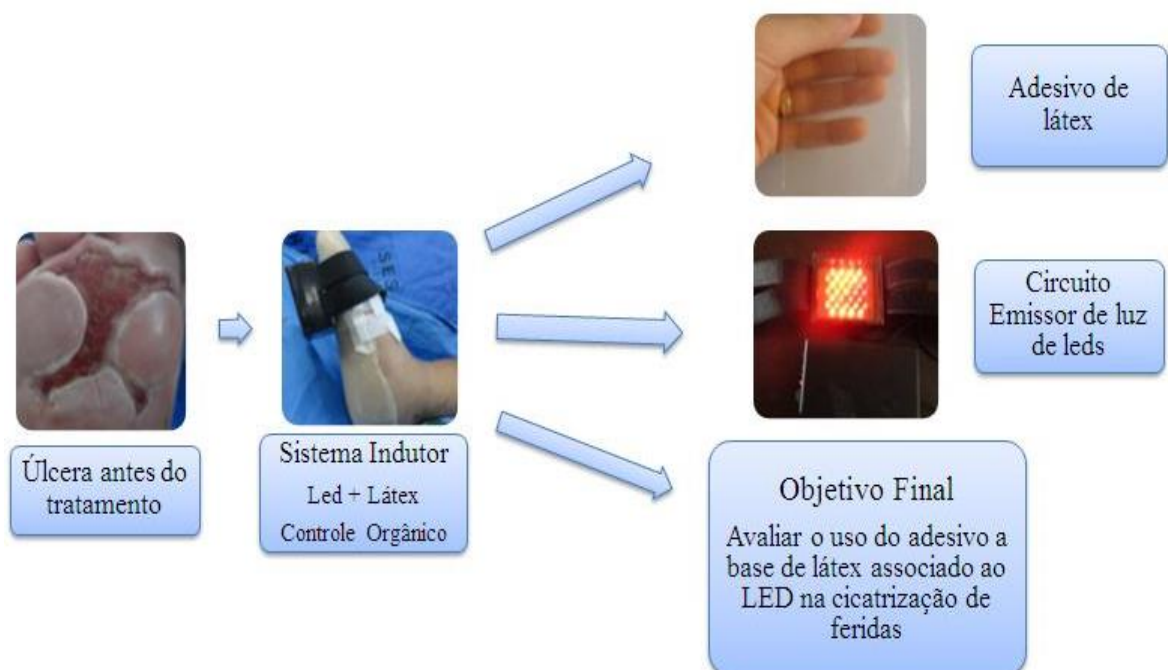 Adesivo de
látex
Circuito
Emissor de luz
de leds
Úlcera antes do
tratamento
Sistema Indutor
Led + Látex
Controle Orgânico
Objetivo Final
Avaliar o uso do adesivo a
base de látex associado ao
LED na cicatrização de
feridas